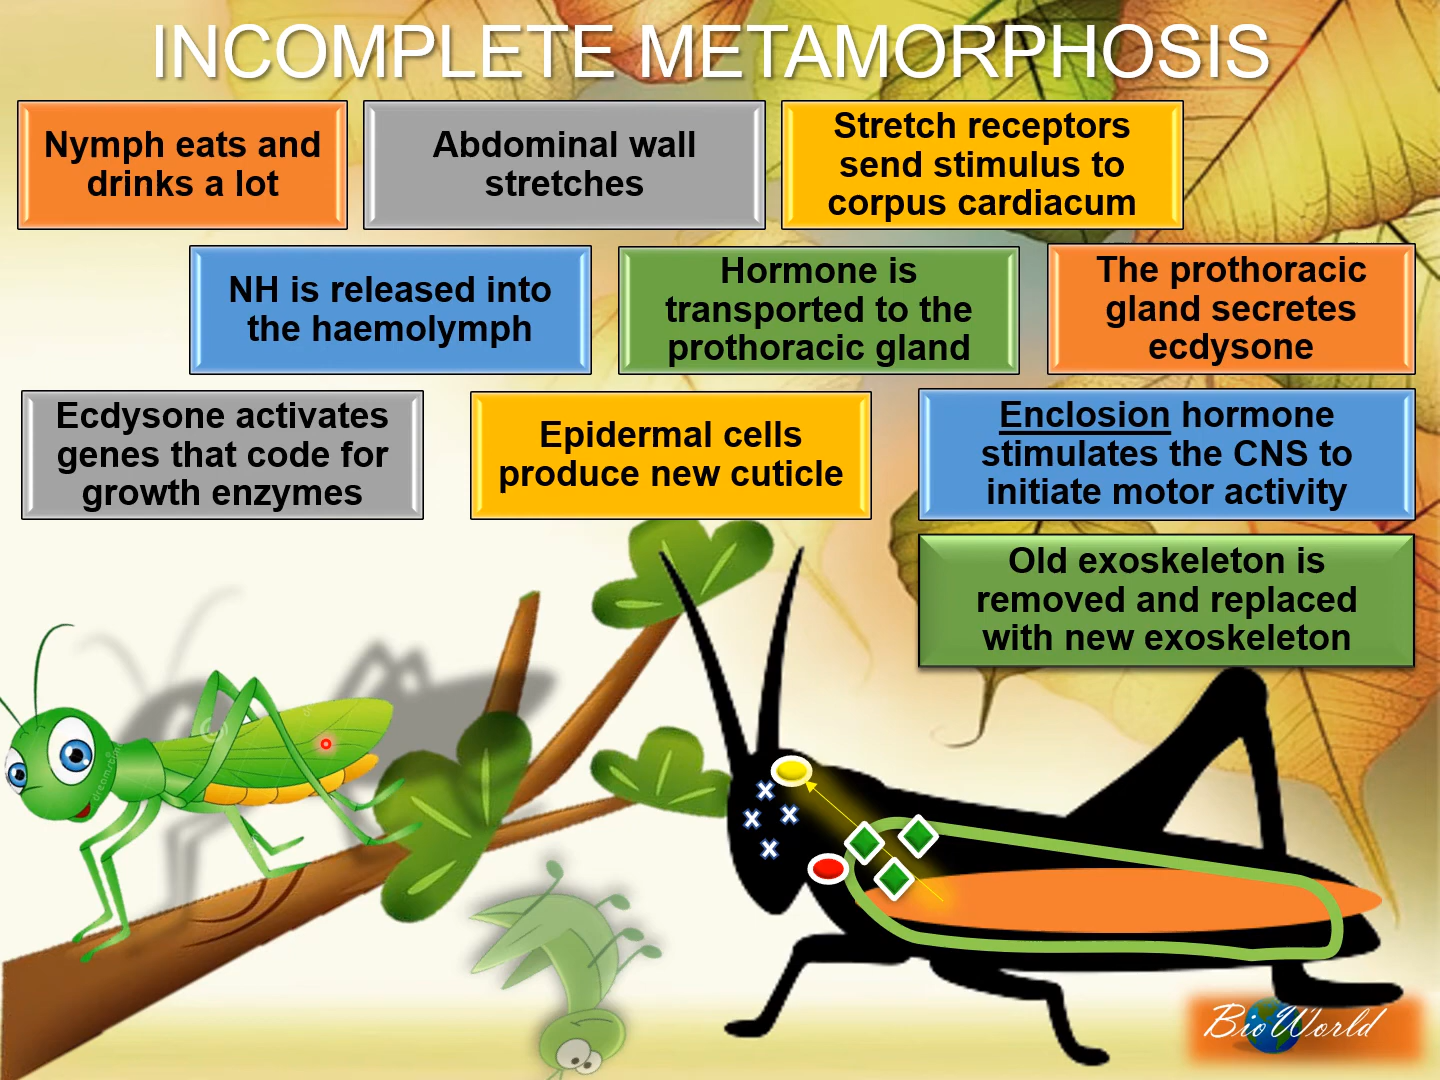 INCOMPLETE METAMORPHOSIS
Nymph eats and
drinks a lot
Abdominal wall
stretches
Stretch receptors
send stimulus to
corpus cardiacum
NH is released into
the haemolymph
Hormone is
transported to the
prothoracic gland
The prothoracic
gland secretes
ecdysone
Ecdysone activates
genes that code for
growth enzymes
Epidermal cells
produce new cuticle
Enclosion hormone
stimulates the CNS to
initiate motor activity
Old exoskeleton is
removed and replaced
with new exoskeleton
BioWorld